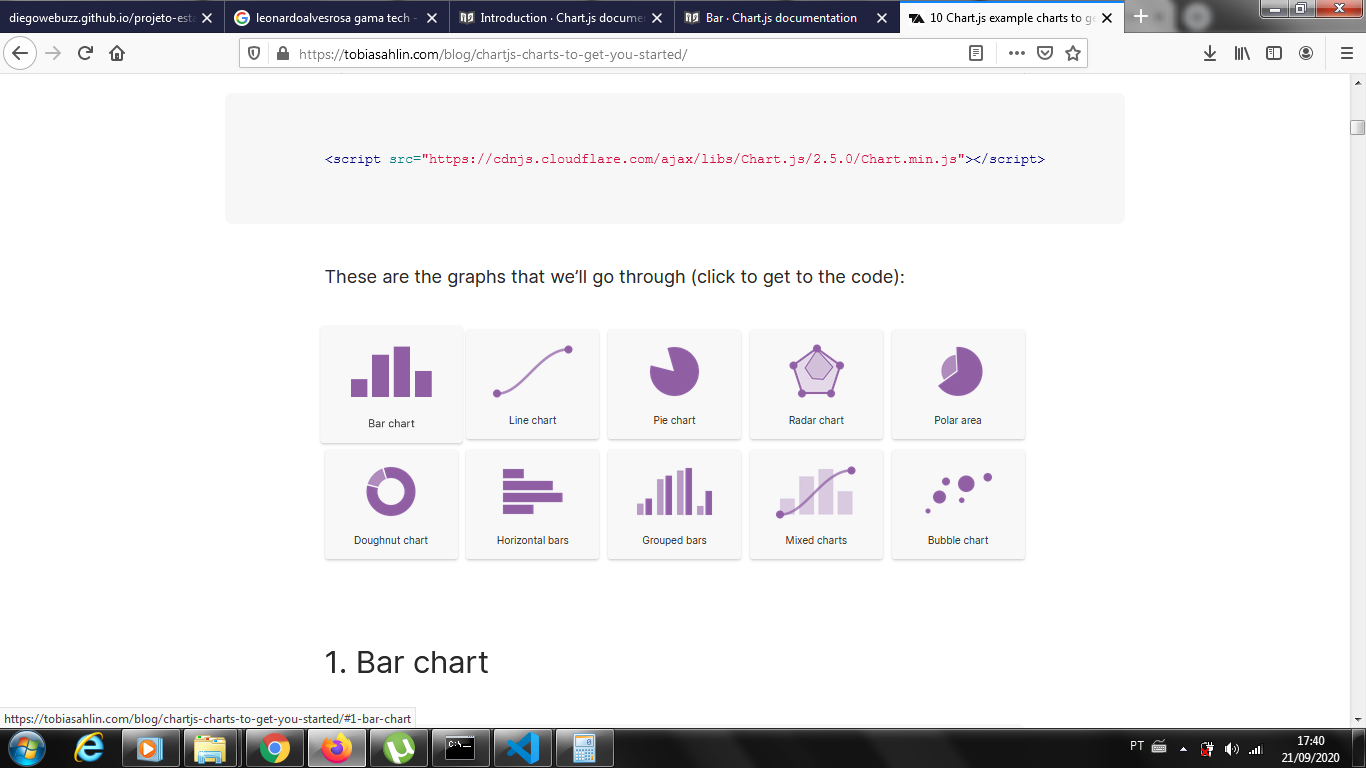 diegowebuzz.github.io/projeto-est
leonardoalvesrosa gama tech -
Introduction · Chart.js docume
Bar · Chart.js documentation
10 Chart.js example charts to g
https://tobiasahlin.com/blog/chartjs-charts-to-get-you-started/
<script src="https://cdnjs.cloudflare.com/ajax/libs/Chart.js/2.5.0/Chart.min.js"></script>
These are the graphs that we’ll go through (click to get to the code):
Bar chart
Line chart
Pie chart
Radar chart
Polar area
Doughnut chart
Horizontal bars
Grouped bars
Mixed charts
Bubble chart
1. Bar chart
https://tobiasahlin.com/blog/chartjs-charts-to-get-you-started/#1-bar-chart
PT
17:40
21/09/2020